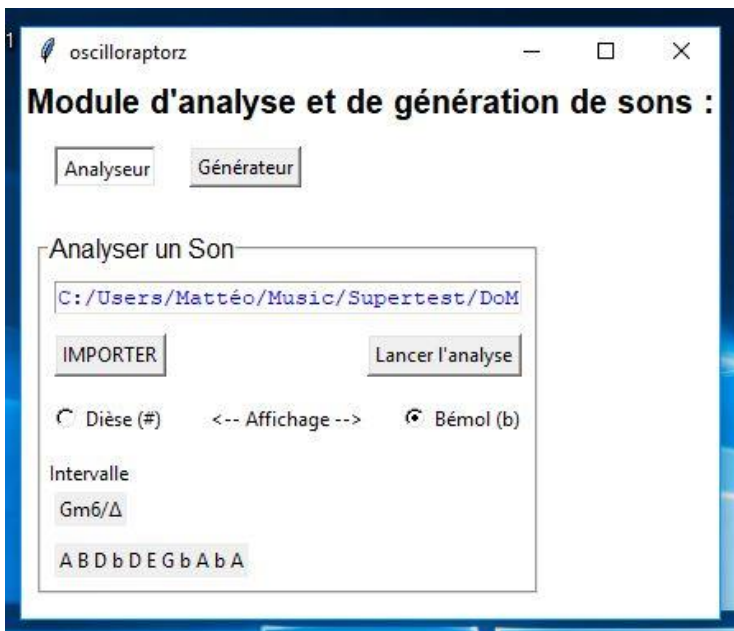 1
oscilloraptorz
Module d'analyse et de génération de sons :
Analyseur Générateur
Analyser un Son
C:/Users/Mattéo/Music/Supertest/DoM
IMPORTER Lancer l'analyse
Dièse (#) <-- Affichage --> Bémol (b)
Intervalle
Gm6/Δ
A B D b D E G b A b A